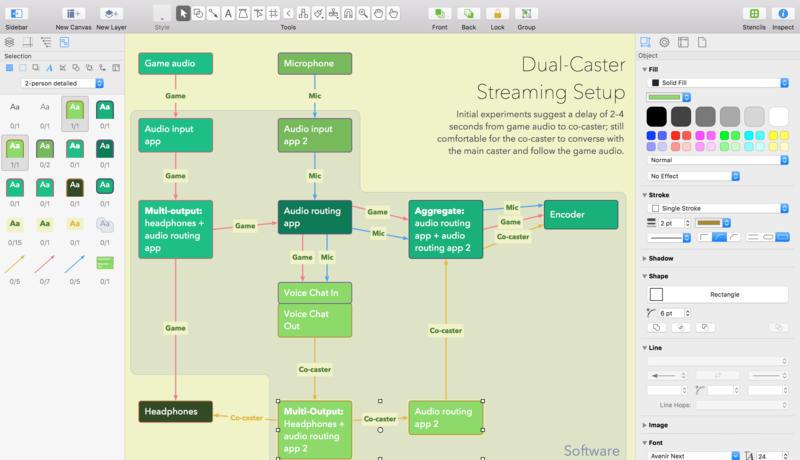 Sidebar
New Canvas
New Layer
Style
Tools
Front
Back
Lock
Group
Stencils
Inspect
Selection
2-person detailed
Aa Aa Aa Aa
0/1 0/1 1/1 0/1
Aa Aa Aa Aa
1/1 0/2 0/1 0/1
Aa Aa Aa Aa
0/1 0/1 0/1 0/1
Aa Aa Aa Aa
0/15 0/1 0/1 0/1
0/5 0/7 0/5 0/1
Game audio
Microphone
Dual-Caster
Streaming Setup
Initial experiments suggest a delay of 2-4
seconds from game audio to co-caster; still
comfortable for the co-caster to converse with
the main caster and follow the game audio.
Game
Mic
Audio input
app
Audio input
app 2
Game
Mic
Multi-output:
headphones +
audio routing
app
Game
Audio routing
app
Game
Mic
Aggregate:
audio routing
app + audio
routing app 2
Mic
Game
Co-caster
Encoder
Game
Mic
Voice Chat In
Voice Chat
Out
Game
Co-caster
Co-caster
Headphones
Co-caster
Multi-Output:
Headphones +
audio routing
app 2
Co-caster
Audio routing
app 2
Software
Object
Fill
Solid Fill
Normal
No Effect
Stroke
Single Stroke
2 pt
Shadow
Shape
Rectangle
6 pt
Line
Line Hops:
Image
Font
Avenir Next
24